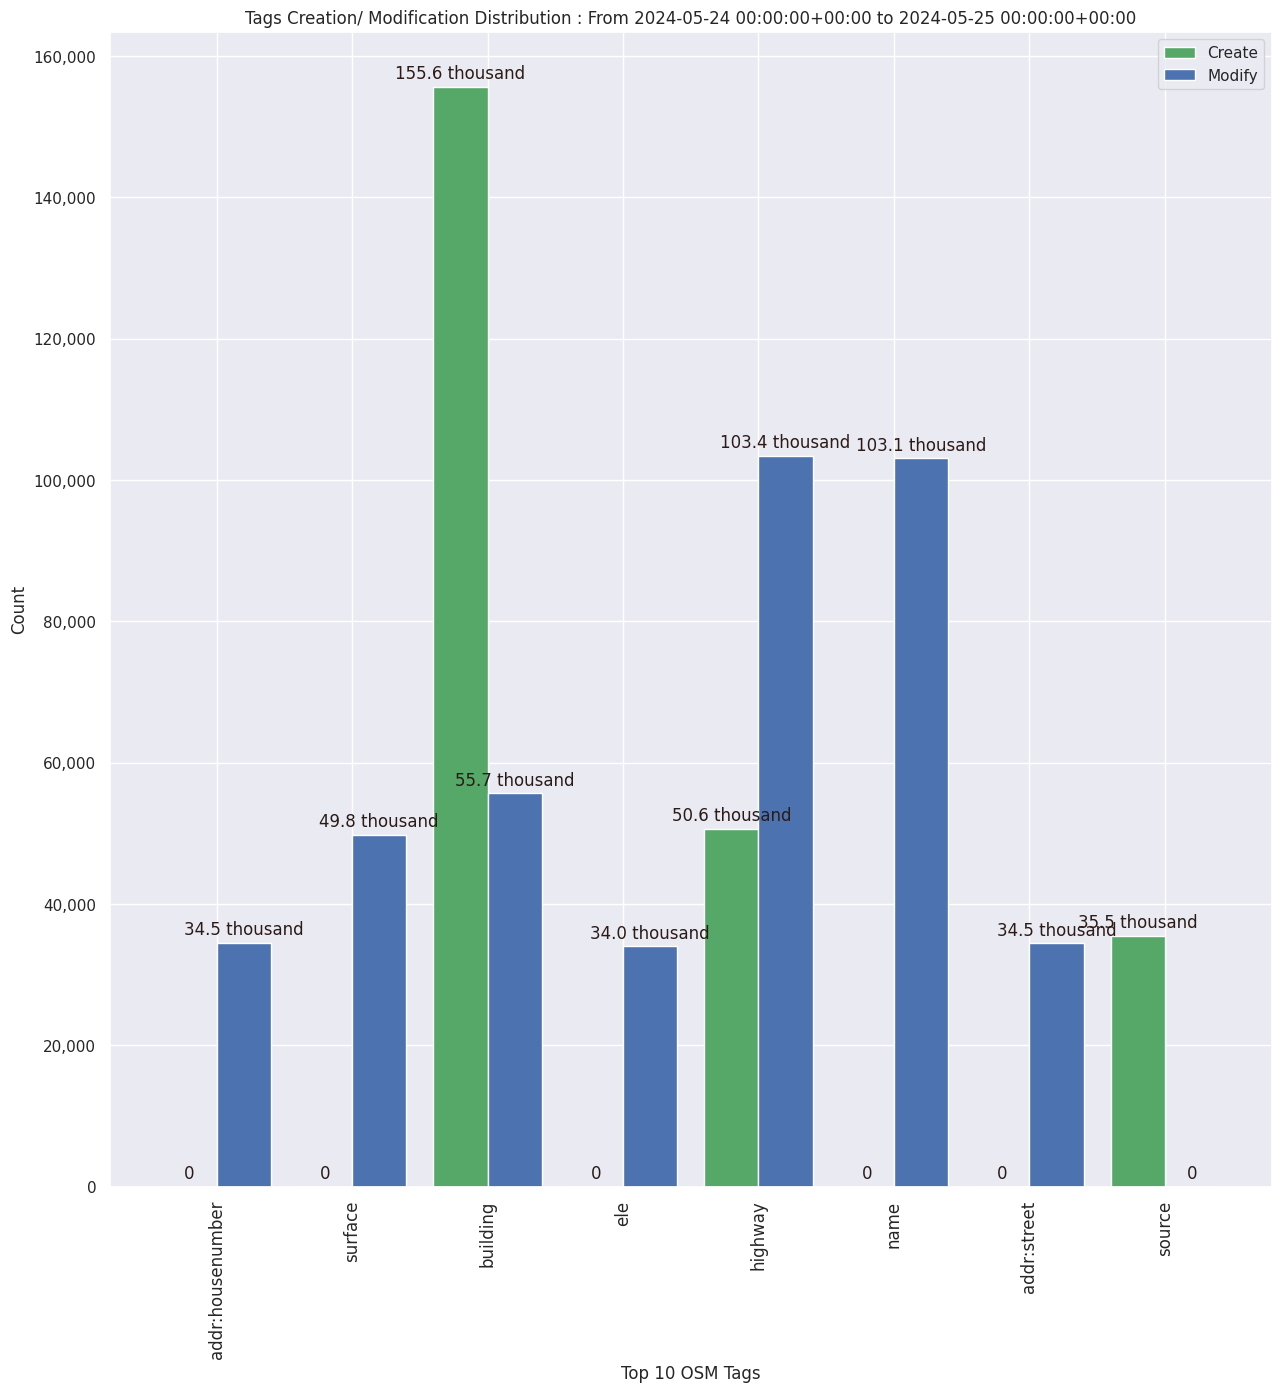 Tags Creation/ Modification Distribution : From 2024-05-24 00:00:00+00:00 to 2024-05-25 00:00:00+00:00
Create
Modify
160,000
140,000
120,000
100,000
80,000
60,000
40,000
20,000
0
Count
155.6 thousand
103.4 thousand
103.1 thousand
55.7 thousand
50.6 thousand
49.8 thousand
34.5 thousand
34.0 thousand
34.5 thousand
35.5 thousand
0
0
0
0
0
0
addr:housenumber
surface
building
ele
highway
name
addr:street
source
Top 10 OSM Tags